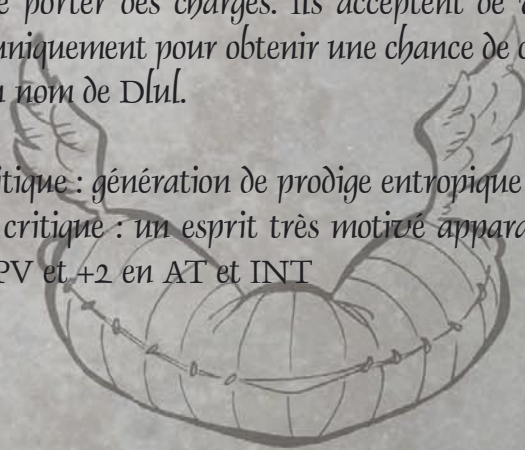 porter des charges. Ils acceptent de
uniquement pour obtenir une chance de
nom de Dlul.
critique : génération de prodige entropique
critique : un esprit très motivé
PV et +2 en AT et INT